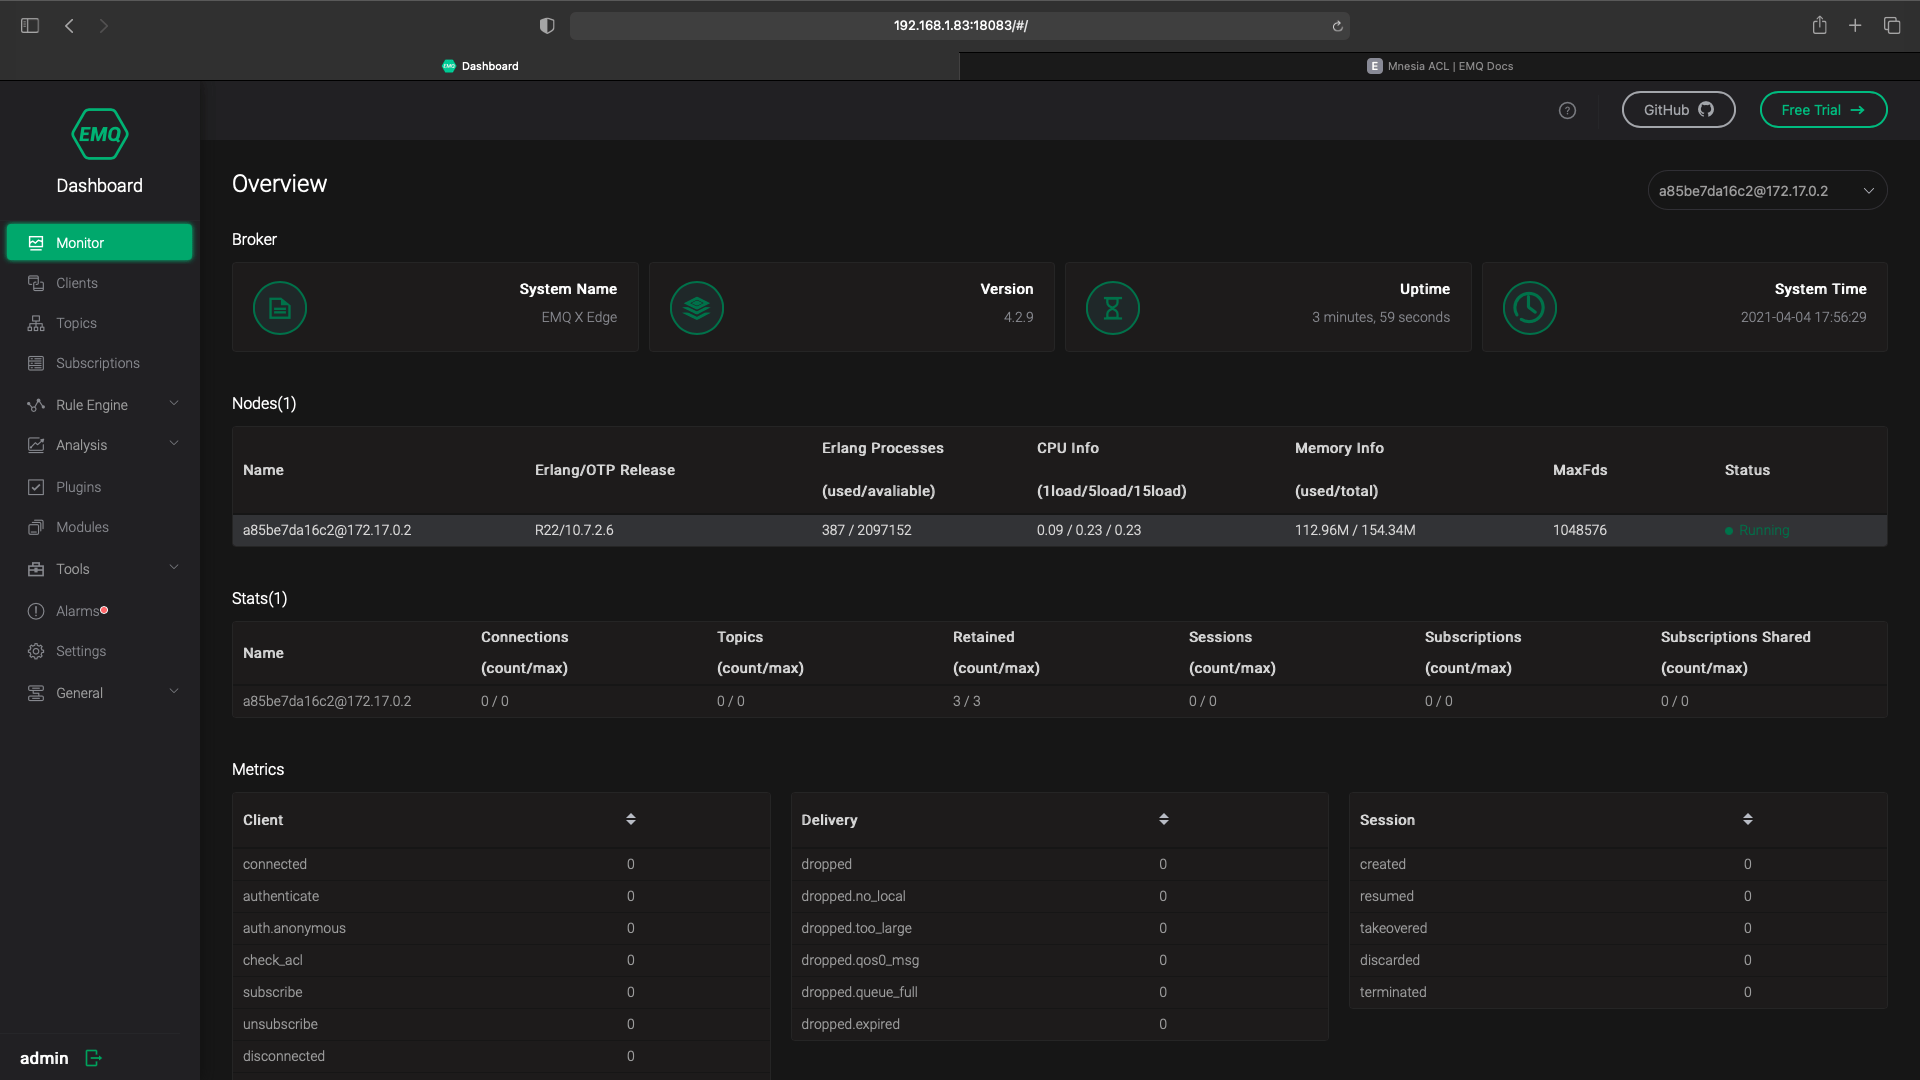 192.168.1.83:18083/#/
EMQ Dashboard
E Mnesia ACL | EMQ Docs
EMQ
Dashboard
? GitHub Free Trial →
Monitor
Clients
Topics
Subscriptions
Rule Engine
Analysis
Plugins
Modules
Tools
Alarms
Settings
General
admin
Overview
a85be7da16c2@172.17.0.2
Broker
System Name
EMQ X Edge
Version
4.2.9
Uptime
3 minutes, 59 seconds
System Time
2021-04-04 17:56:29
Nodes(1)
Name Erlang/OTP Release Erlang Processes (used/avaliable) CPU Info (1load/5load/15load) Memory Info (used/total) MaxFds Status
a85be7da16c2@172.17.0.2 R22/10.7.2.6 387 / 2097152 0.09 / 0.23 / 0.23 112.96M / 154.34M 1048576 Running
Stats(1)
Name Connections (count/max) Topics (count/max) Retained (count/max) Sessions (count/max) Subscriptions (count/max) Subscriptions Shared (count/max)
a85be7da16c2@172.17.0.2 0 / 0 0 / 0 3 / 3 0 / 0 0 / 0 0 / 0
Metrics
Client
connected 0
authenticate 0
auth.anonymous 0
check_acl 0
subscribe 0
unsubscribe 0
disconnected 0
Delivery
dropped 0
dropped.no_local 0
dropped.too_large 0
dropped.qos0_msg 0
dropped.queue_full 0
dropped.expired 0
Session
created 0
resumed 0
takeovered 0
discarded 0
terminated 0